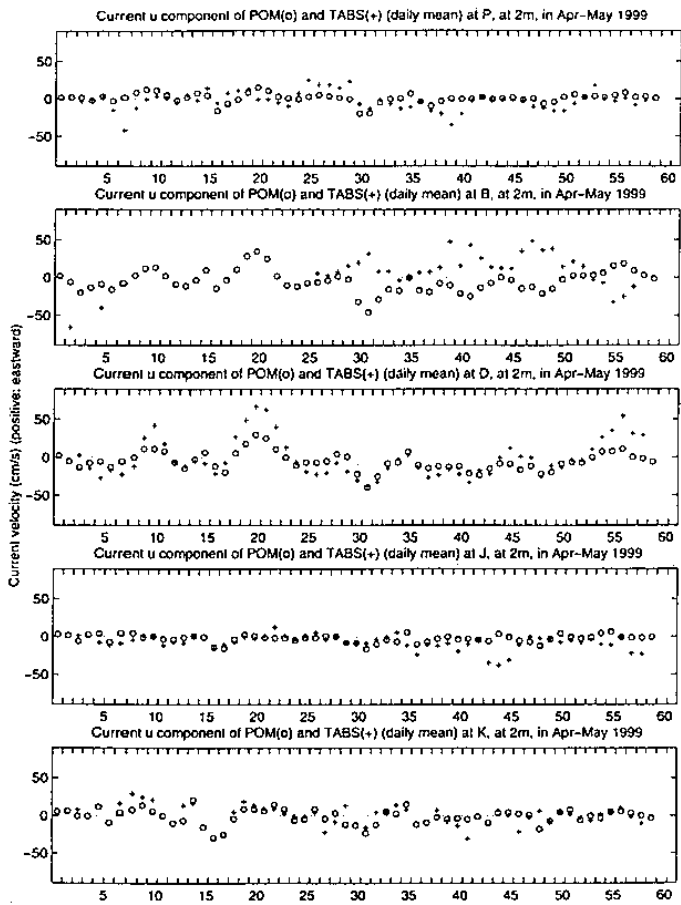 Current u component of POM(o) and TABS(+) (daily mean) at P, at 2m, in Apr-May 1999
50
0
-50
5 10 15 20 25 30 35 40 45 50 55 60
Current u component of POM(o) and TABS(+) (daily mean) at B, at 2m, in Apr-May 1999
50
0
-50
5 10 15 20 25 30 35 40 45 50 55 60
Current u component of POM(o) and TABS(+) (daily mean) at D, at 2m, in Apr-May 1999
50
0
-50
5 10 15 20 25 30 35 40 45 50 55 60
Current u component of POM(o) and TABS(+) (daily mean) at J, at 2m, in Apr-May 1999
50
0
-50
5 10 15 20 25 30 35 40 45 50 55 60
Current u component of POM(o) and TABS(+) (daily mean) at K, at 2m, in Apr-May 1999
50
0
-50
5 10 15 20 25 30 35 40 45 50 55 60
Current velocity (cm/s) (positive: eastward)